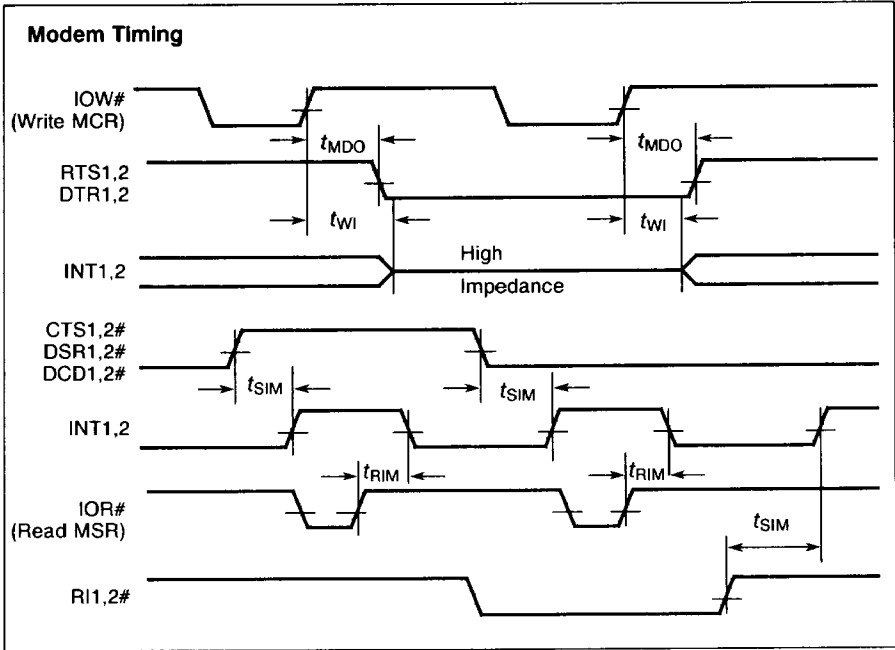 Modem Timing
IOW#
(Write MCR)
tMDO
tMDO
RTS1,2
DTR1,2
tWI
tWI
INT1,2
High
Impedance
CTS1,2#
DSR1,2#
DCD1,2#
tSIM
tSIM
INT1,2
tRIM
tRIM
IOR#
(Read MSR)
tSIM
RI1,2#